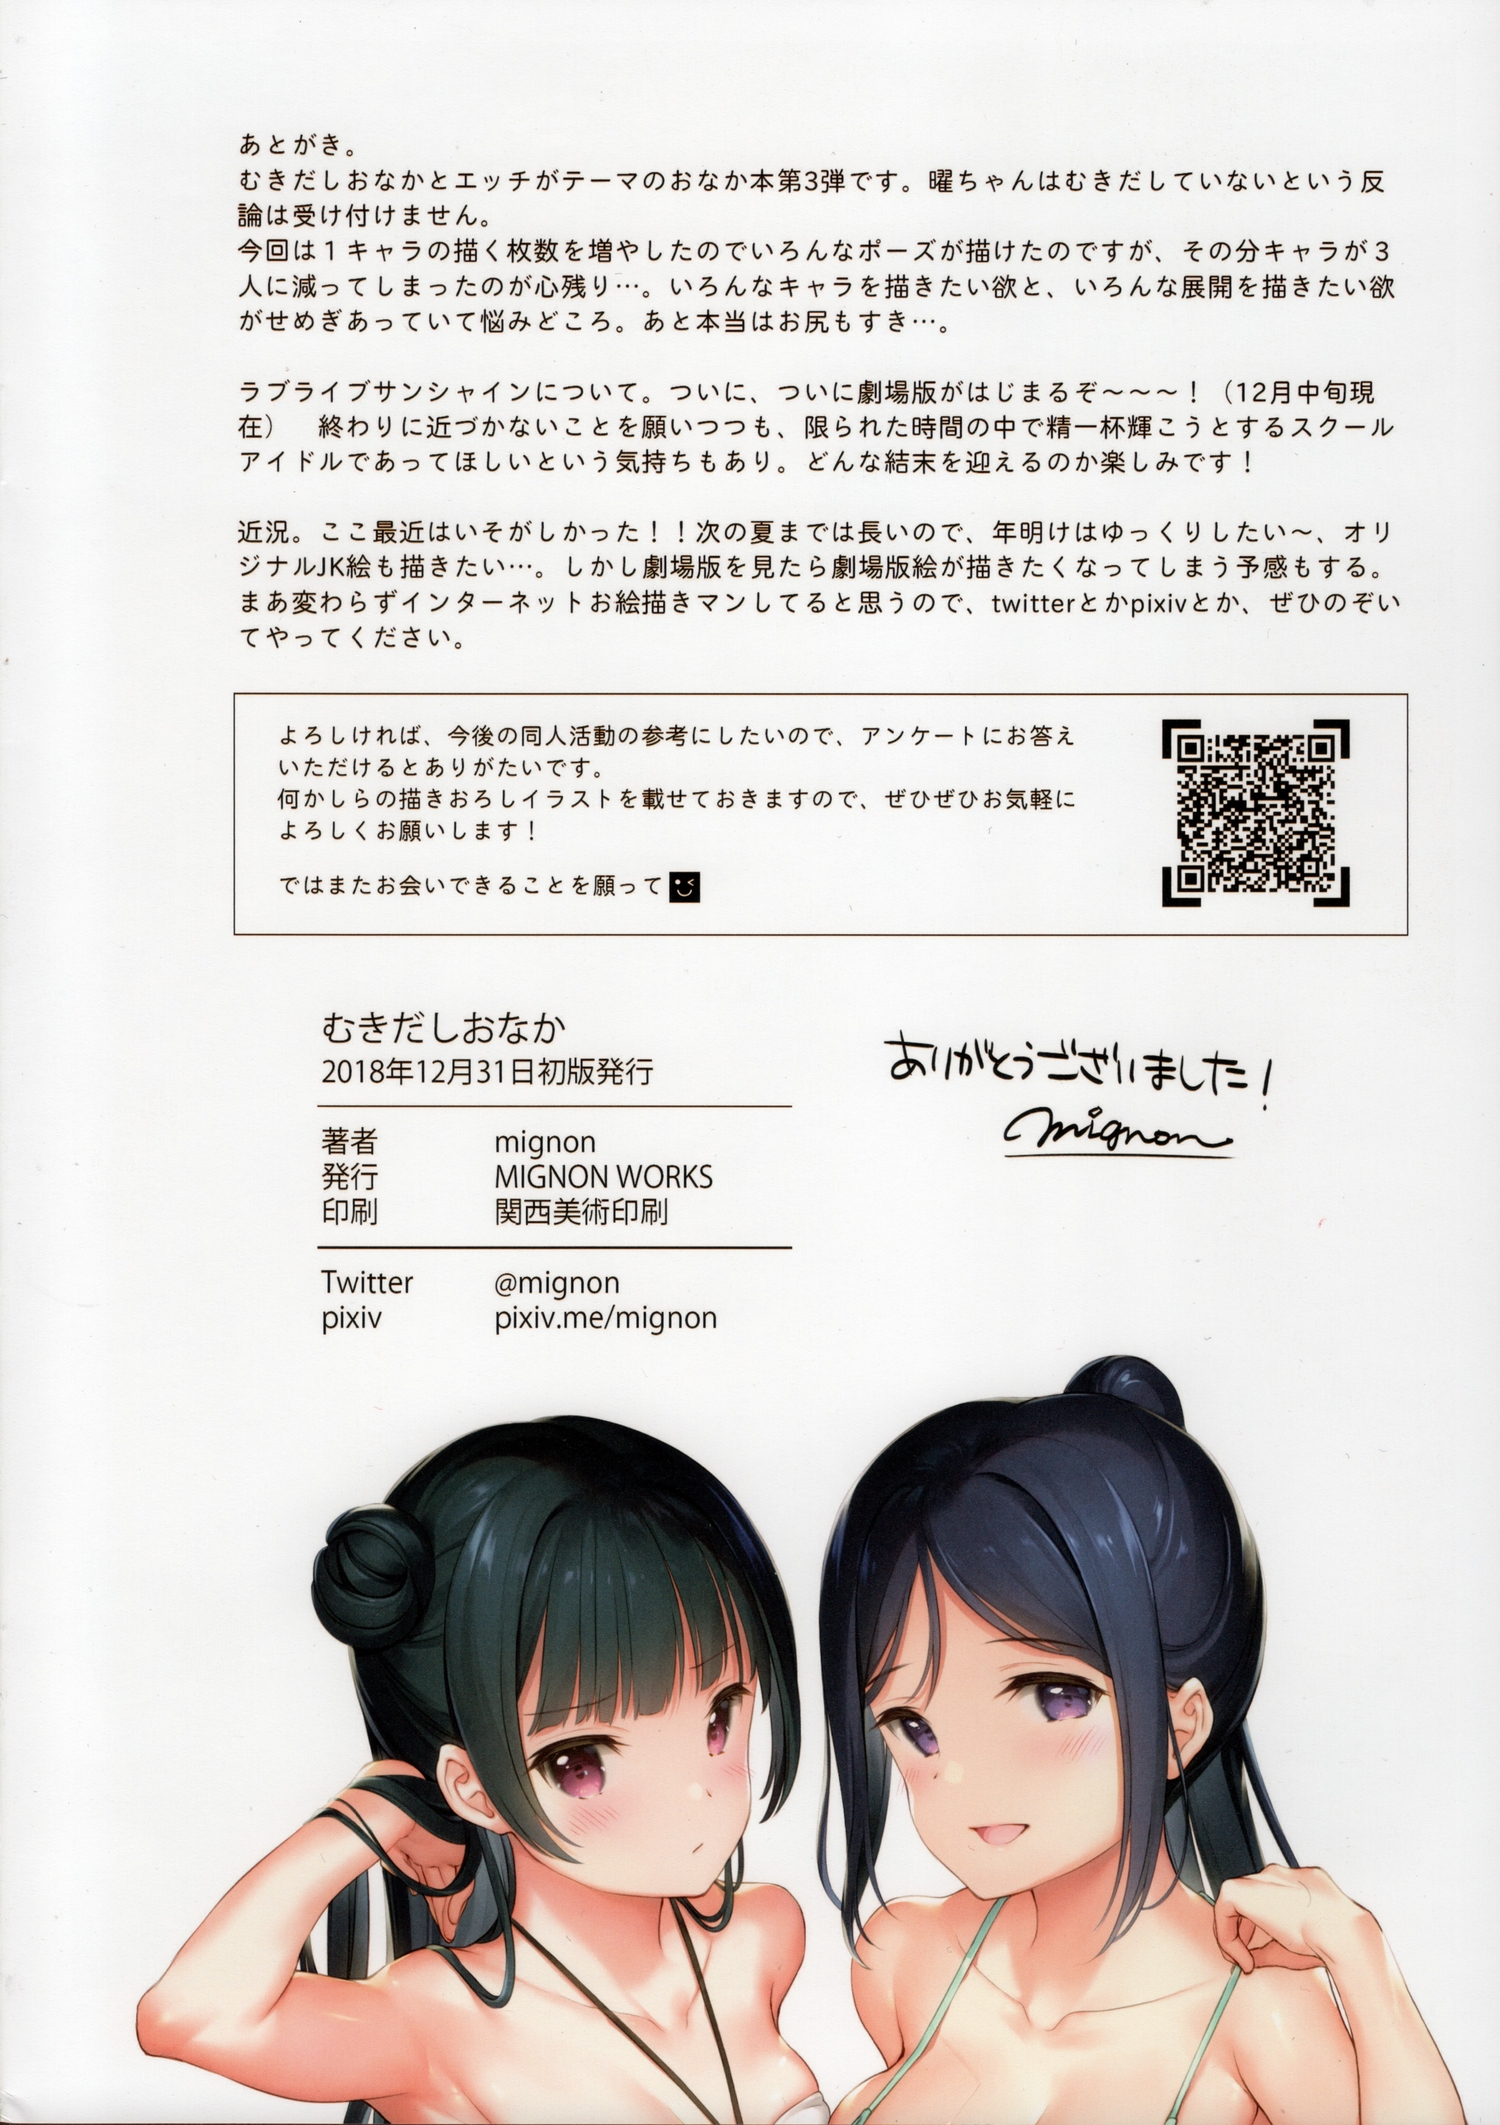 あとがき。
むきだしおなかとエッチがテーマのおなか本第3弾です。曜ちゃんはむきだしていないという反
論は受け付けません。
今回は１キャラの描く枚数を増やしたのでいろんなポーズが描けたのですが、その分キャラが３
人に減ってしまったのが心残り…。いろんなキャラを描きたい欲と、いろんな展開を描きたい欲
がせめぎあっていて悩みどころ。あと本当はお尻もすき…。
ラブライブサンシャインについて。ついに、ついに劇場版がはじまるぞ～～～！（12月中旬現
在）　終わりに近づかないことを願いつつも、限られた時間の中で精一杯輝こうとするスクール
アイドルであってほしいという気持ちもあり。どんな結末を迎えるのか楽しみです！
近況。ここ最近はいそがしかった！！次の夏までは長いので、年明けはゆっくりしたい～、オリ
ジナルJK絵も描きたい…。しかし劇場版を見たら劇場版絵が描きたくなってしまう予感もする。
まあ変わらずインターネットお絵描きマンしてると思うので、twitterとかpixivとか、ぜひのぞい
てやってください。
よろしければ、今後の同人活動の参考にしたいので、アンケートにお答え
いただけるとありがたいです。
何かしらの描きおろしイラストを載せておきますので、ぜひぜひお気軽に
よろしくお願いします！
ではまたお会いできることを願って
むきだしおなか
2018年12月31日初版発行
著者 mignon
発行 MIGNON WORKS
印刷 関西美術印刷
Twitter @mignon
pixiv pixiv.me/mignon
ありがとうございました！
mignon